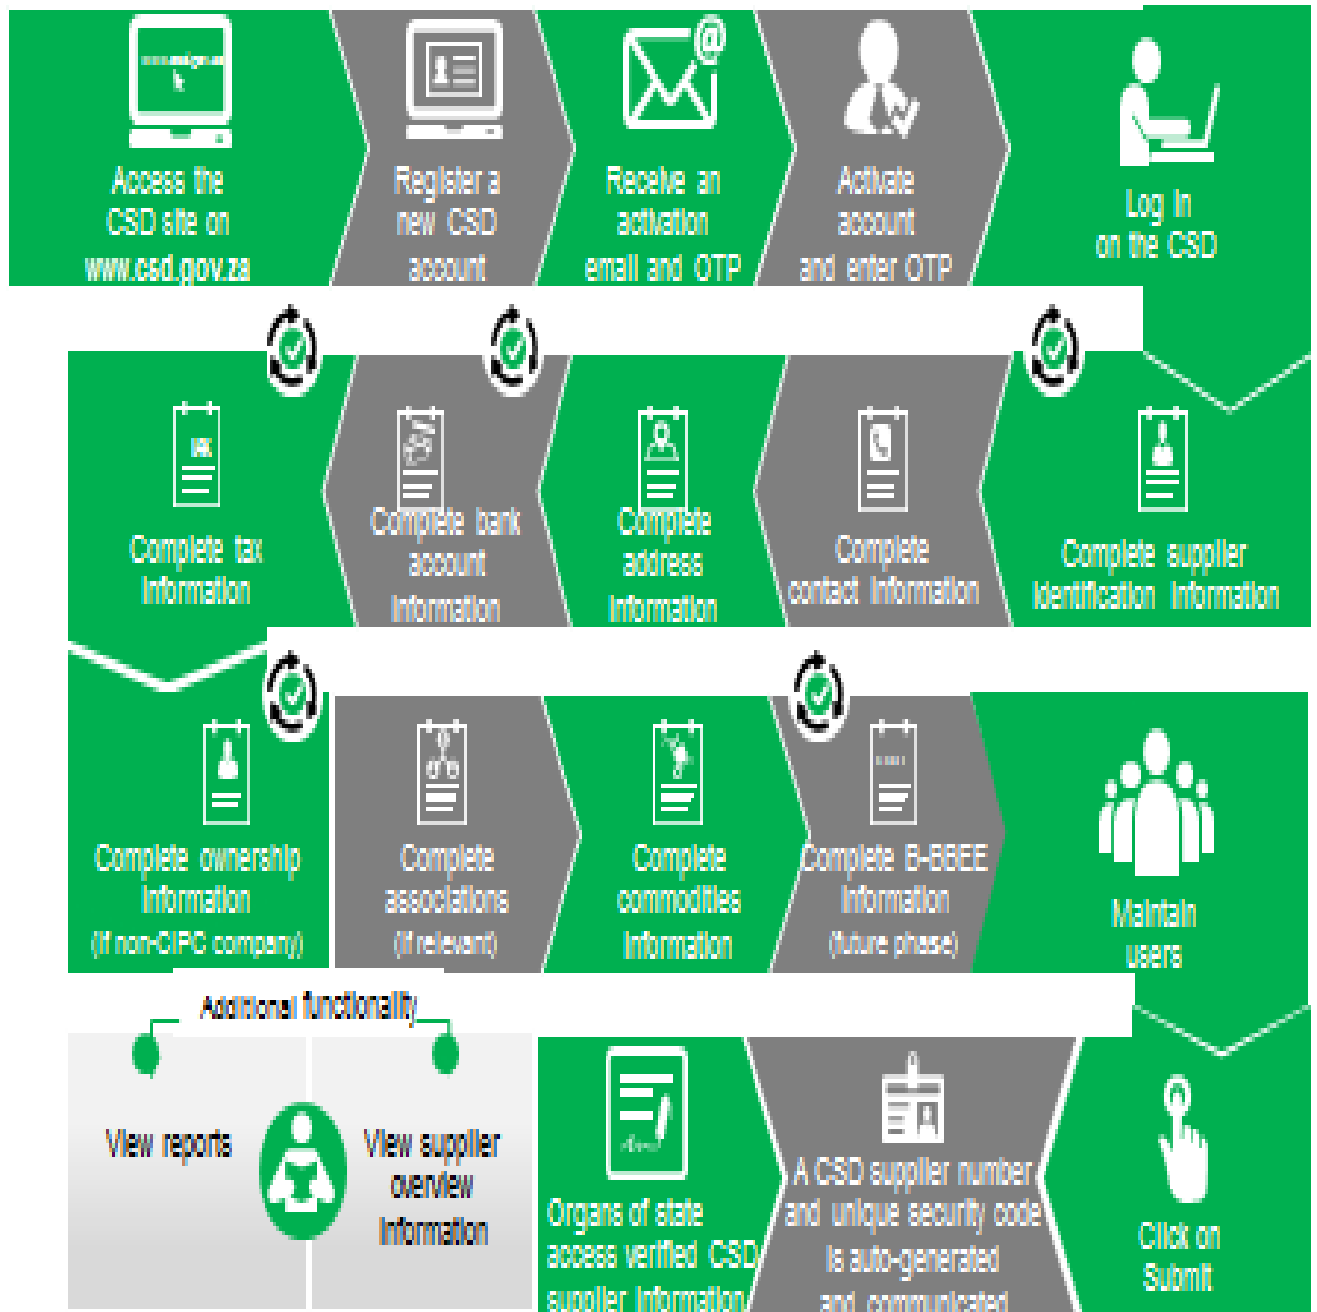 Access the
CSD site on
www.csd.gov.za
Register a
new CSD
account
Receive an
activation
email and OTP
Activate
account
and enter OTP
Log in
on the CSD
Complete tax
information
Complete bank
account
information
Complete
address
information
Complete
contact information
Complete supplier
identification information
Complete ownership
information
(if non-CIPC company)
Complete
associations
(if relevant)
Complete
commodities
information
Complete B-BBEE
information
(future phase)
Maintain
users
Additional functionality
View reports
View supplier
overview
information
Organs of state
access verified CSD
supplier information
A CSD supplier number
and unique security code
is auto-generated
and communicated
Click on
Submit